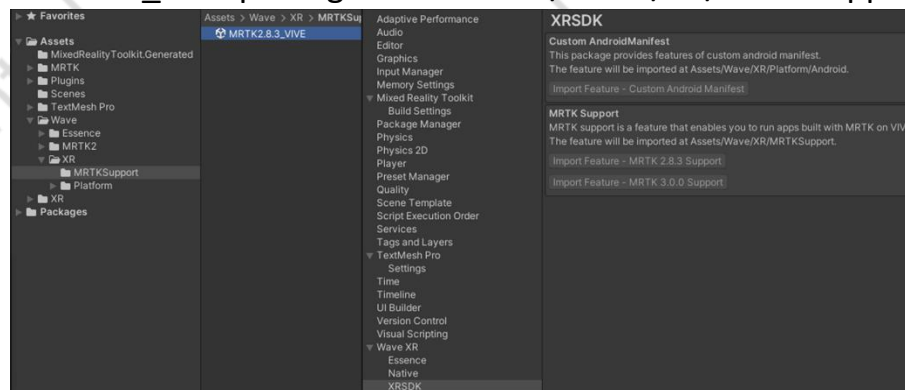 Favorites
Assets
MixedRealityToolkit.Generated
MRTK
Plugins
Scenes
TextMesh Pro
Wave
Essence
MRTK2
XR
MRTKSupport
Platform
XR
Packages
Assets > Wave > XR > MRTKSu
MRTK2.8.3_VIVE
Adaptive Performance
Audio
Editor
Graphics
Input Manager
Memory Settings
Mixed Reality Toolkit
Build Settings
Package Manager
Physics
Physics 2D
Player
Preset Manager
Quality
Scene Template
Script Execution Order
Services
Tags and Layers
TextMesh Pro
Settings
Time
Timeline
UI Builder
Version Control
Visual Scripting
Wave XR
Essence
Native
XRSDK
XRSDK
Custom AndroidManifest
This package provides features of custom android manifest.
The feature will be imported at Assets/Wave/XR/Platform/Android.
Import Feature - Custom Android Manifest
MRTK Support
MRTK support is a feature that enables you to run apps built with MRTK on VIV
The feature will be imported at Assets/Wave/XR/MRTKSupport.
Import Feature - MRTK 2.8.3 Support
Import Feature - MRTK 3.0.0 Support